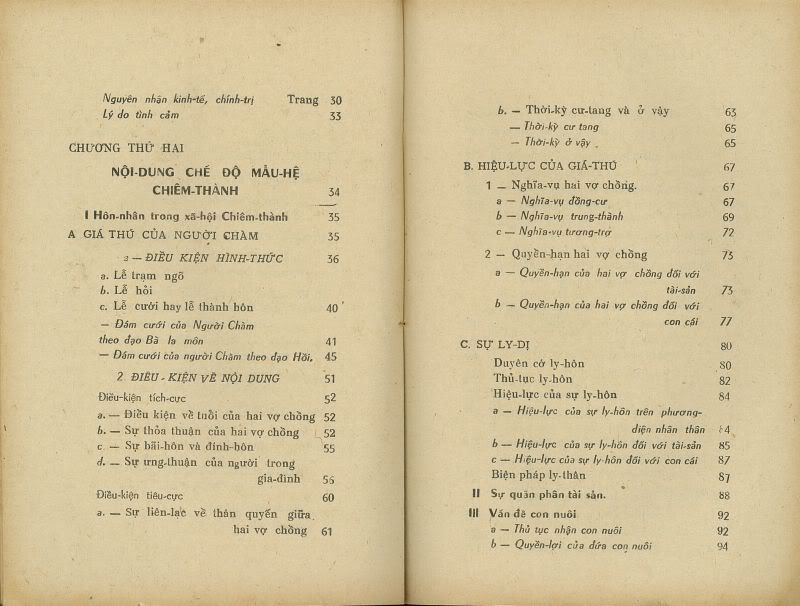 Nguyên nhân kinh-tế, chính-trị Trang 30
Lý do tình cảm 33
CHƯƠNG THỨ HAI
NỘI-DUNG CHẾ ĐỘ MẪU-HỆ
CHIÊM-THÀNH 34
I Hôn-nhân trong xã-hội Chiêm-thành 35
A GIÁ THÚ CỦA NGƯỜI CHÀM 35
ə – ĐIỀU KIỆN HÌNH-THỨC 36
a. Lễ trạm ngõ
b. Lễ hỏi
c. Lễ cưới hay lễ thành hôn 40
– Đám cưới của Người Chàm
theo đạo Bà la môn 41
– Đám cưới của người Chàm theo đạo Hồi. 45
2 ĐIỀU-KIỆN VỀ NỘI DUNG 51
Điều-kiện tích-cực 52
a. – Điều kiện về tuổi của hai vợ chồng 52
b. – Sự thỏa thuận của hai vợ chồng 52
c – Sự bãi-hôn và đính-hôn 55
d. – Sự ưng-thuận của người trong
gia-đình 56
Điều-kiện tiêu-cực 60
a. – Sự liên-lạc về thân quyến giữa
hai vợ chồng 61
b. – Thời-kỳ cư-tang và ở vậy 63
– Thời-kỳ cư tang 65
– Thời-kỳ ở vậy 65
B. HIỆU-LỰC CỦA GIÁ-THÚ 67
1 – Nghĩa-vụ hai vợ chồng. 67
a – Nghĩa-vụ đồng-cư 67
b – Nghĩa-vụ trung-thành 69
c – Nghĩa-vụ tương-trợ 72
2 – Quyền-hạn hai vợ chồng 73
a – Quyền-hạn của hai vợ chồng đối với
tài-sản 73
b – Quyền-hạn của hai vợ chồng đối với
con cái 77
C. SỰ LY-DỊ 80
Duyên cớ ly-hôn 80
Thủ-tục ly-hôn 82
Hiệu-lực của sự ly-hôn 84
a – Hiệu-lực của sự ly-hôn trên phương-
diện nhân thân 84
b – Hiệu-lực của sự ly-hôn đối với tài-sản 85
c – Hiệu-lực của sự ly-hôn đối với con cái 87
Biện pháp ly-thân 87
II Sự quân phân tài sản. 88
III Vấn đề con nuôi 92
a – Thủ tục nhận con nuôi 92
b – Quyền-lợi của đứa con nuôi 94